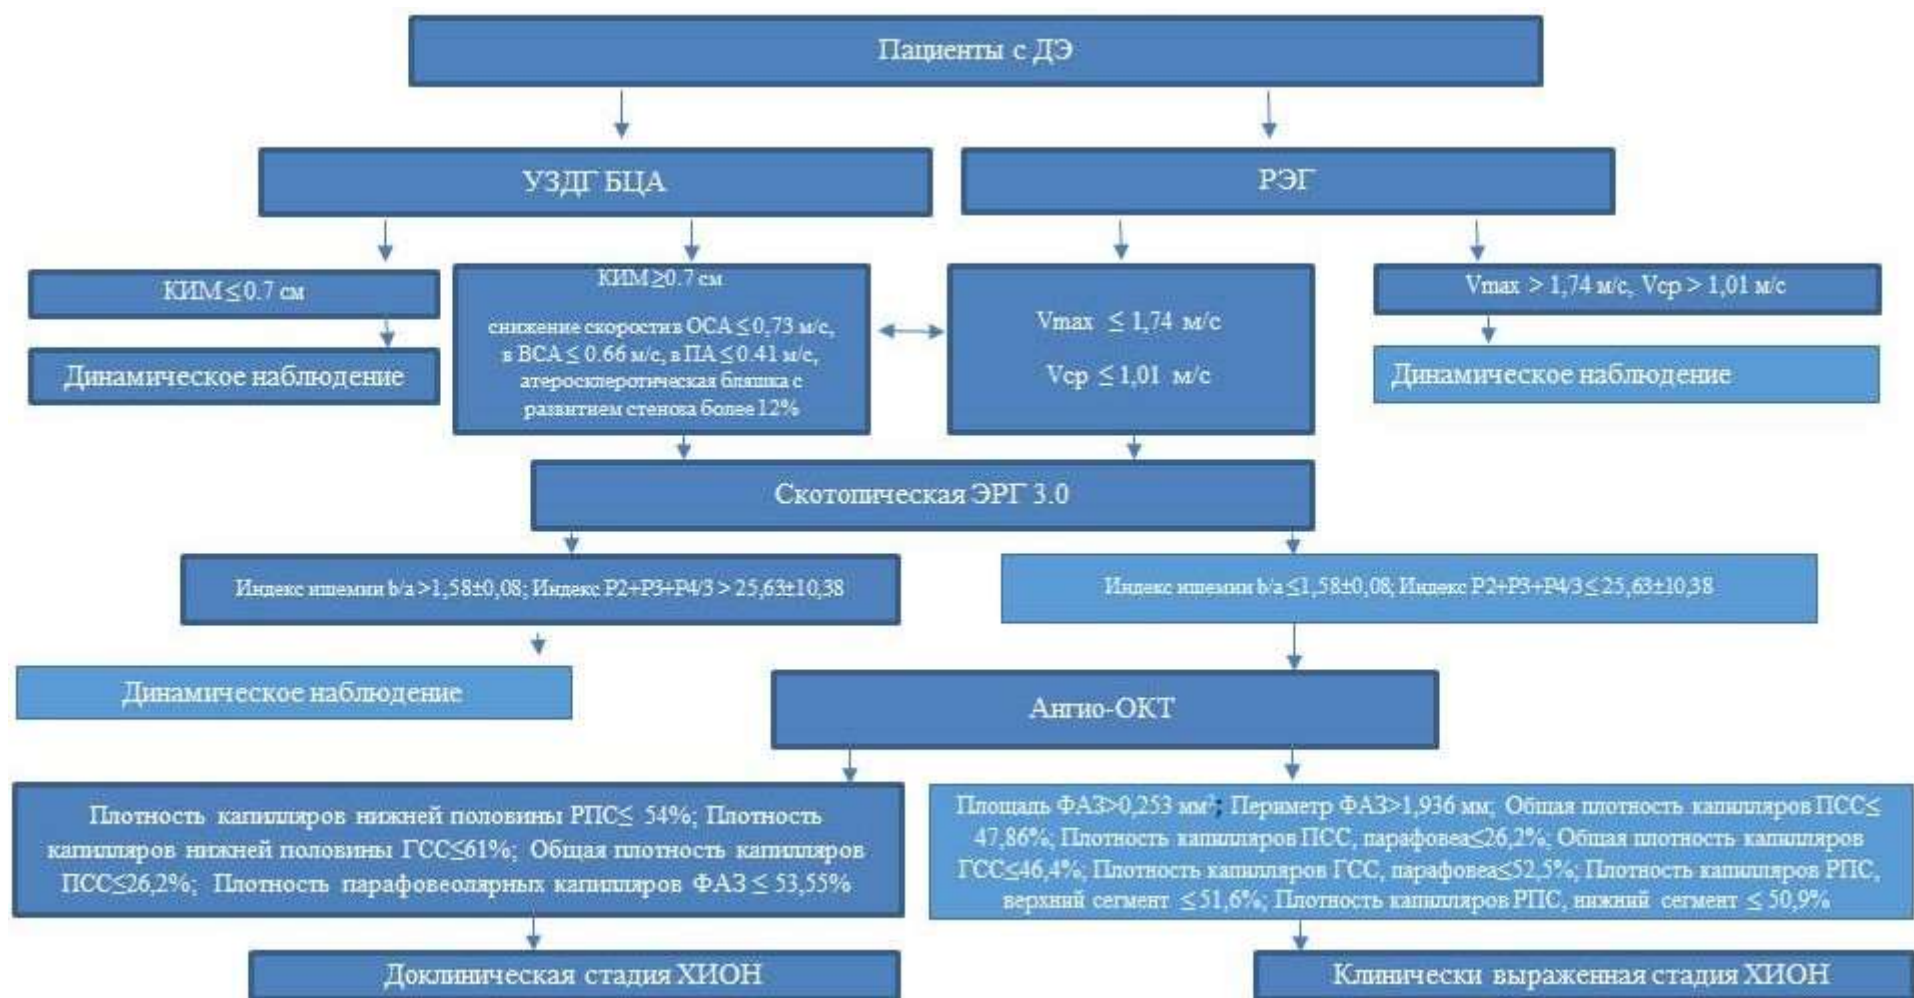 Пациенты с ДЭ
УЗДГ БЦА
РЭГ
КИМ ≤ 0.7 см
КИМ ≥0.7 см
снижение скорости в ОСА ≤ 0,73 м/с,
в ВСА ≤ 0.66 м/с, в ПА ≤ 0.41 м/с,
атеросклеротическая бляшка с
развитием стеноза более 12%
Vmax ≤ 1,74 м/с
Vср ≤ 1,01 м/с
Vmax > 1,74 м/с, Vср > 1,01 м/с
Динамическое наблюдение
Динамическое наблюдение
Скотопическая ЭРГ 3.0
Индекс ишемии b/a >1,58±0,08; Индекс P2+P3+P4/3 > 25,63±10,38
Индекс ишемии b/a ≤1,58±0,08; Индекс P2+P3+P4/3 ≤ 25,63±10,38
Динамическое наблюдение
Ангио-ОКТ
Плотность капилляров нижней половины РПС≤ 54%; Плотность
капилляров нижней половины ГСС≤61%; Общая плотность капилляров
ПСС≤26,2%; Плотность парафовеолярных капилляров ФАЗ ≤ 53,55%
Площадь ФАЗ>0,253 мм²; Периметр ФАЗ>1,936 мм; Общая плотность капилляров ПСС≤
47,86%; Плотность капилляров ПСС, парафовеа≤26,2%, Общая плотность капилляров
ГСС≤46,4%; Плотность капилляров ГСС, парафовеа≤52,5%; Плотность капилляров РПС,
верхний сегмент ≤ 51,6%; Плотность капилляров РПС, нижний сегмент ≤ 50,9%
Доклиническая стадия ХИОН
Клинически выраженная стадия ХИОН